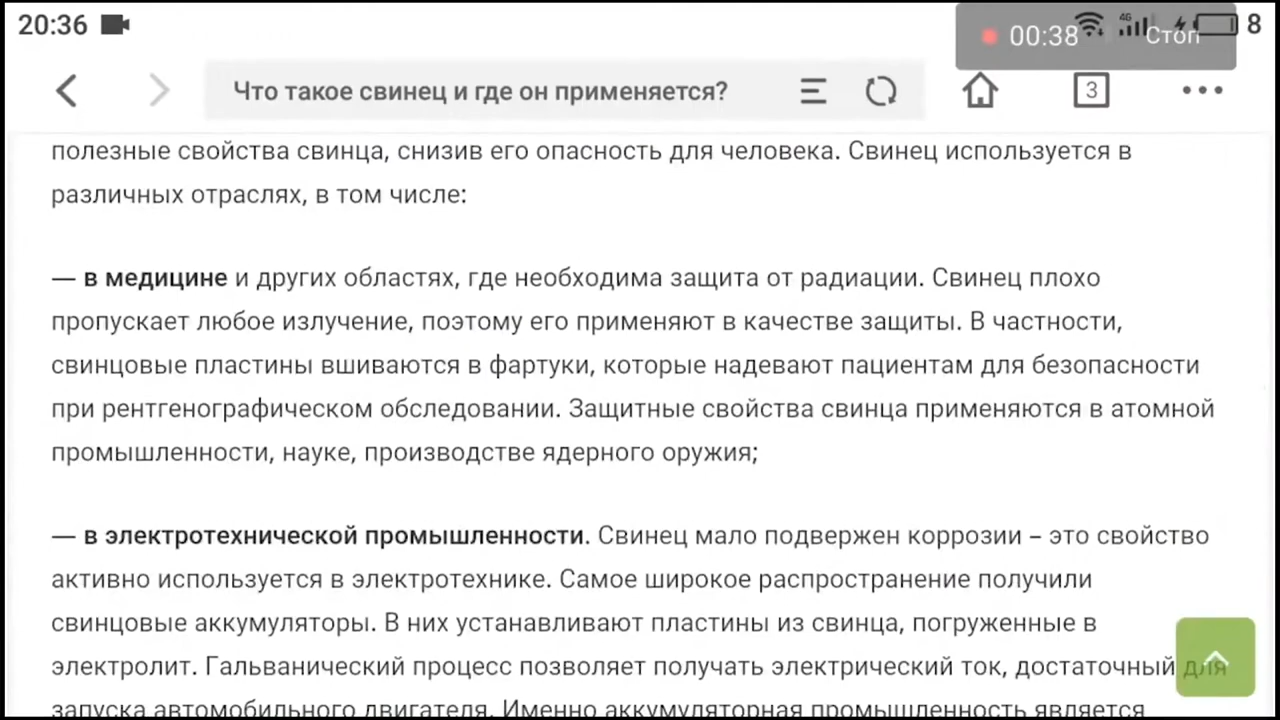 20:36
00:38
Стоп
4G
8
Что такое свинец и где он применяется?
3
полезные свойства свинца, снизив его опасность для человека. Свинец используется в
различных отраслях, в том числе:
— в медицине и других областях, где необходима защита от радиации. Свинец плохо
пропускает любое излучение, поэтому его применяют в качестве защиты. В частности,
свинцовые пластины вшиваются в фартуки, которые надевают пациентам для безопасности
при рентгенографическом обследовании. Защитные свойства свинца применяются в атомной
промышленности, науке, производстве ядерного оружия;
— в электротехнической промышленности. Свинец мало подвержен коррозии – это свойство
активно используется в электротехнике. Самое широкое распространение получили
свинцовые аккумуляторы. В них устанавливают пластины из свинца, погруженные в
электролит. Гальванический процесс позволяет получать электрический ток, достаточный для
запуска автомобильного двигателя. Именно аккумуляторная промышленность является